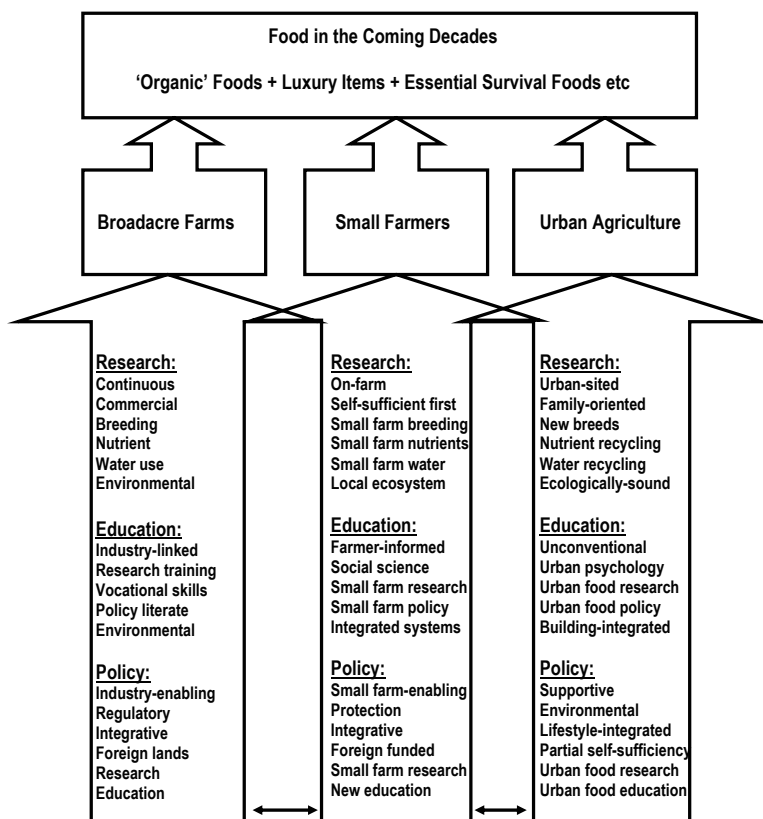 Food in the Coming Decades
'Organic' Foods + Luxury Items + Essential Survival Foods etc
Broadacre Farms
Small Farmers
Urban Agriculture
Research:
Continuous
Commercial
Breeding
Nutrient
Water use
Environmental
Education:
Industry-linked
Research training
Vocational skills
Policy literate
Environmental
Policy:
Industry-enabling
Regulatory
Integrative
Foreign lands
Research
Education
Research:
On-farm
Self-sufficient first
Small farm breeding
Small farm nutrients
Small farm water
Local ecosystem
Education:
Farmer-informed
Social science
Small farm research
Small farm policy
Integrated systems
Policy:
Small farm-enabling
Protection
Integrative
Foreign funded
Small farm research
New education
Research:
Urban-sited
Family-oriented
New breeds
Nutrient recycling
Water recycling
Ecologically-sound
Education:
Unconventional
Urban psychology
Urban food research
Urban food policy
Building-integrated
Policy:
Supportive
Environmental
Lifestyle-integrated
Partial self-sufficiency
Urban food research
Urban food education